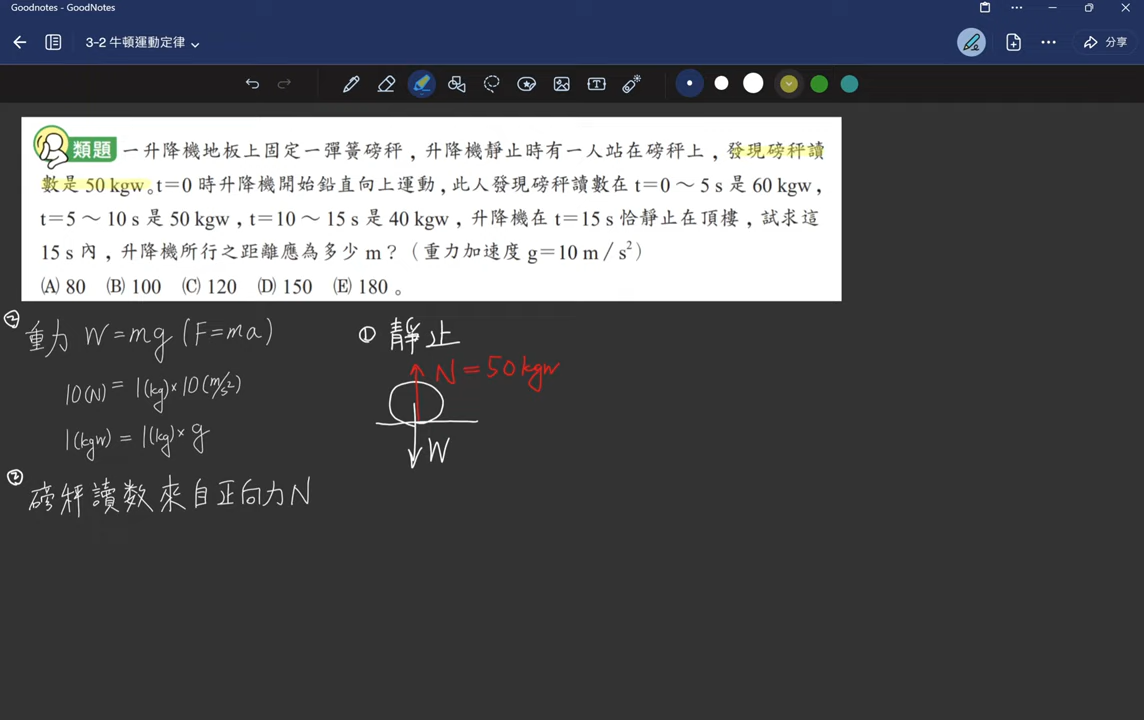 Goodnotes - GoodNotes
3-2 牛頓運動定律
分享
類題 一升降機地板上固定一彈簧磅秤，升降機靜止時有一人站在磅秤上，發現磅秤讀
數是 50 kgw。t＝0 時升降機開始鉛直向上運動，此人發現磅秤讀數在 t＝0～5 s 是 60 kgw，
t＝5～10 s 是 50 kgw，t＝10～15 s 是 40 kgw，升降機在 t＝15 s 恰靜止在頂樓，試求這
15 s 內，升降機所行之距離應為多少 m？（重力加速度 g＝10 m／s²）
(A) 80 (B) 100 (C) 120 (D) 150 (E) 180。
② 重力 W=mg (F=ma)
10(N) = 1(kg)×10(m/s²)
1(kgw) = 1(kg)× g
② 磅秤讀数來自正向力N
① 靜止
N = 50kgw
W